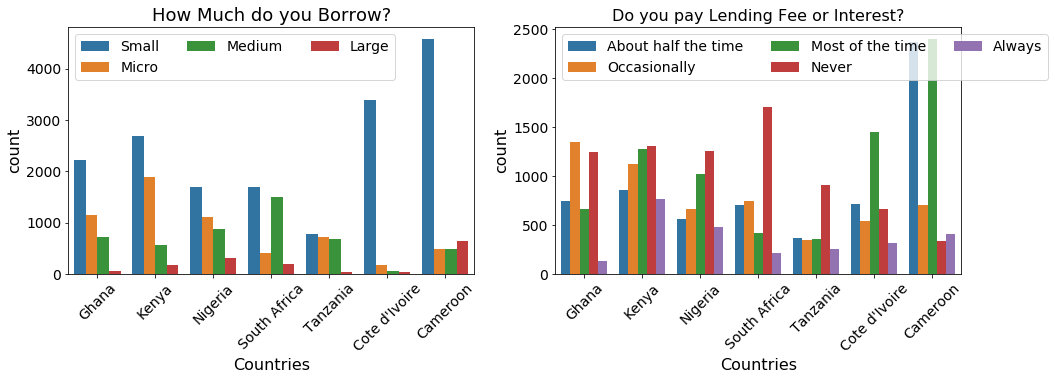 How Much do you Borrow?
Small Medium Large
Micro
4000
3000
2000
1000
0
count
Ghana
Kenya
Nigeria
South Africa
Tanzania
Cote d'Ivoire
Cameroon
Countries
Do you pay Lending Fee or Interest?
About half the time Most of the time Always
Occasionally Never
2500
2000
1500
1000
500
0
count
Ghana
Kenya
Nigeria
South Africa
Tanzania
Cote d'Ivoire
Cameroon
Countries